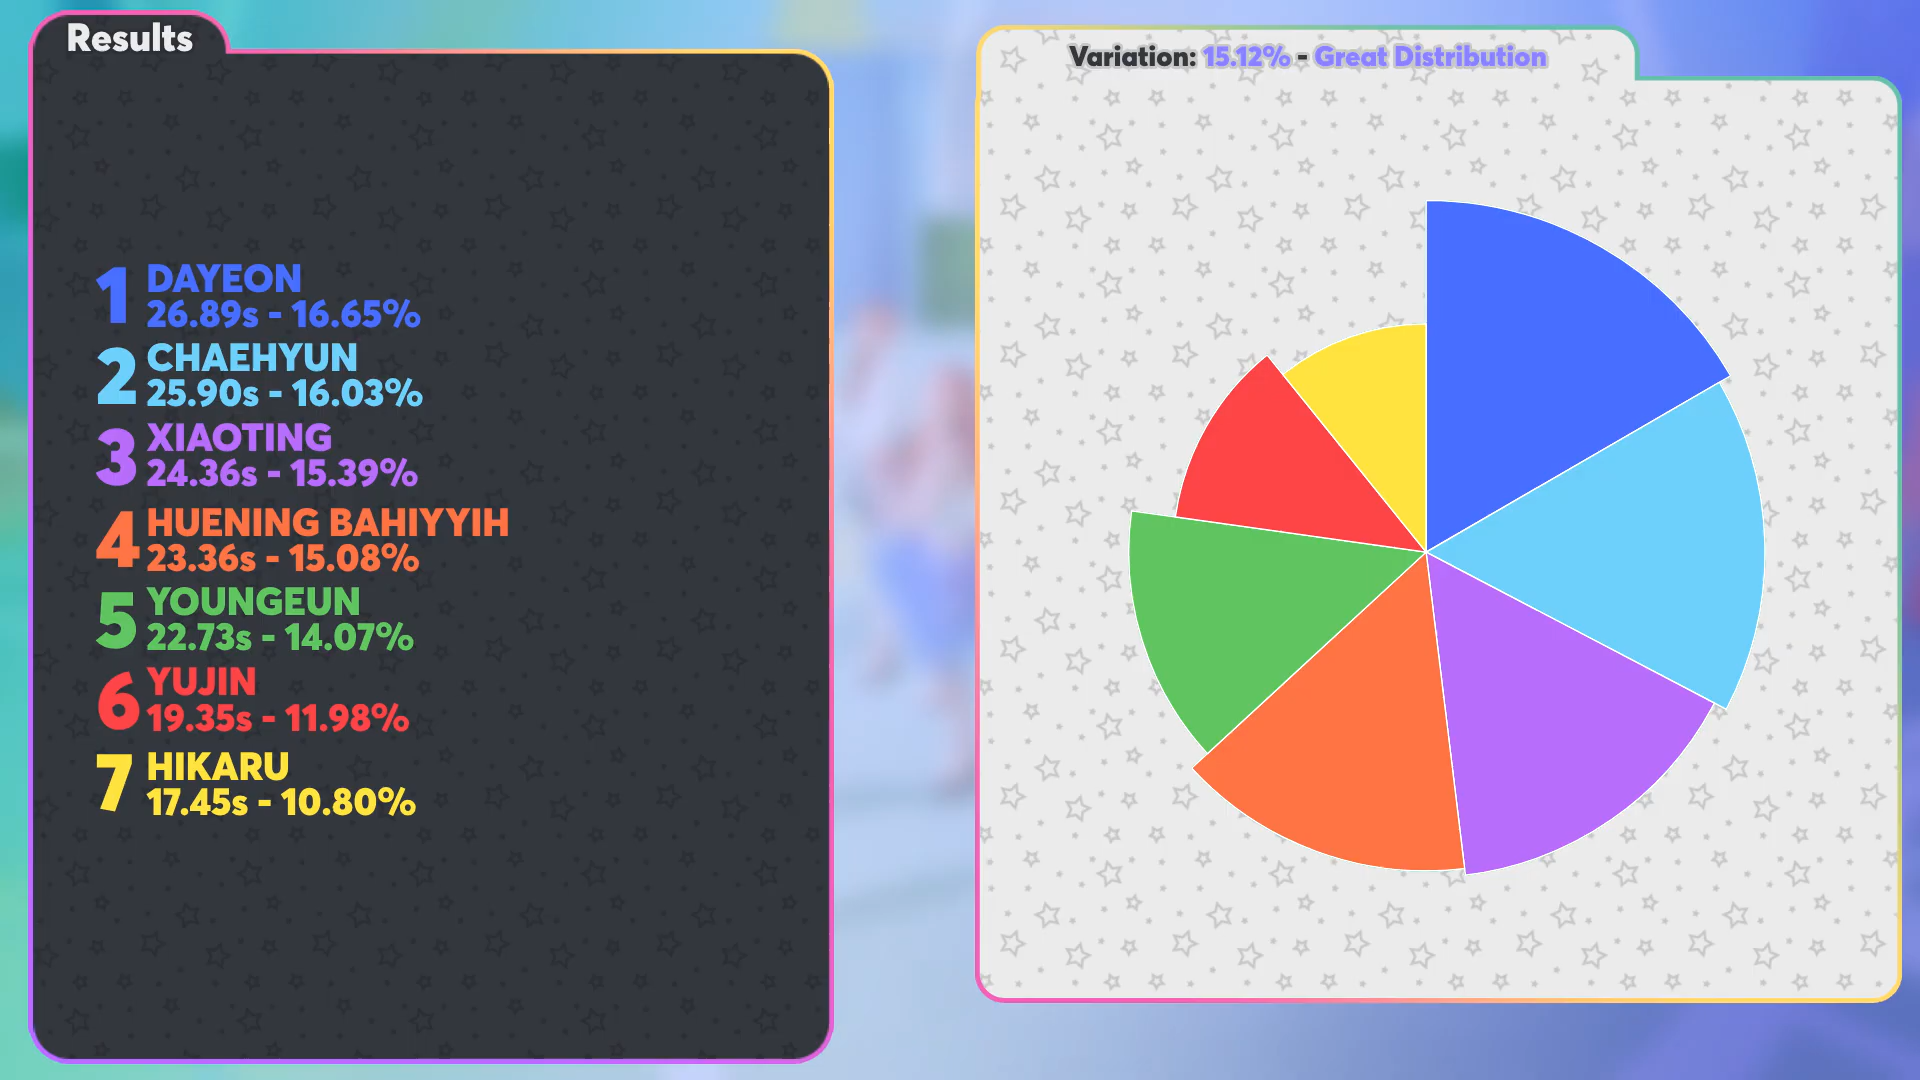 Results
1 DAYEON
26.89s - 16.65%
2 CHAEHYUN
25.90s - 16.03%
3 XIAOTING
24.36s - 15.39%
4 HUENING BAHIYYIH
23.36s - 15.08%
5 YOUNGEUN
22.73s - 14.07%
6 YUJIN
19.35s - 11.98%
7 HIKARU
17.45s - 10.80%
Variation: 15.12% - Great Distribution